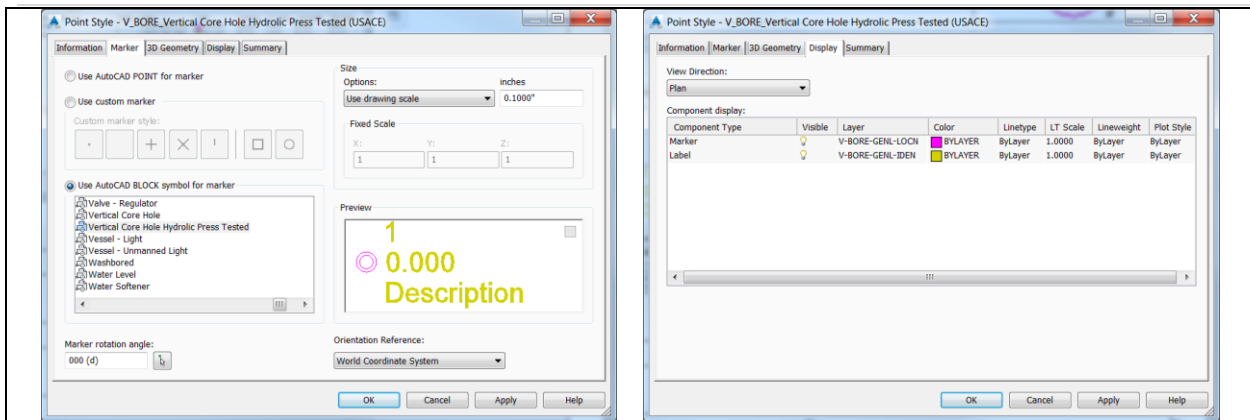 Point Style - V_BORE_Vertical Core Hole Hydrolic Press Tested (USACE)
Information Marker 3D Geometry Display Summary
Use AutoCAD POINT for marker
Use custom marker
Custom marker style:
Use AutoCAD BLOCK symbol for marker
Valve - Regulator
Vertical Core Hole
Vertical Core Hole Hydrolic Press Tested
Vessel - Light
Vessel - Unmanned Light
Washbored
Water Level
Water Softener
Marker rotation angle:
000 (d)
Size
Options: inches
Use drawing scale 0.1000"
Fixed Scale
X: Y: Z:
1 1 1
Preview
1
0.000
Description
Orientation Reference:
World Coordinate System
OK Cancel Apply Help
Point Style - V_BORE_Vertical Core Hole Hydrolic Press Tested (USACE)
Information Marker 3D Geometry Display Summary
View Direction:
Plan
Component display:
Component Type Visible Layer Color Linetype LT Scale Lineweight Plot Style
Marker V-BORE-GENL-LOCN BYLAYER ByLayer 1.0000 ByLayer ByLayer
Label V-BORE-GENL-IDEN BYLAYER ByLayer 1.0000 ByLayer ByLayer
OK Cancel Apply Help